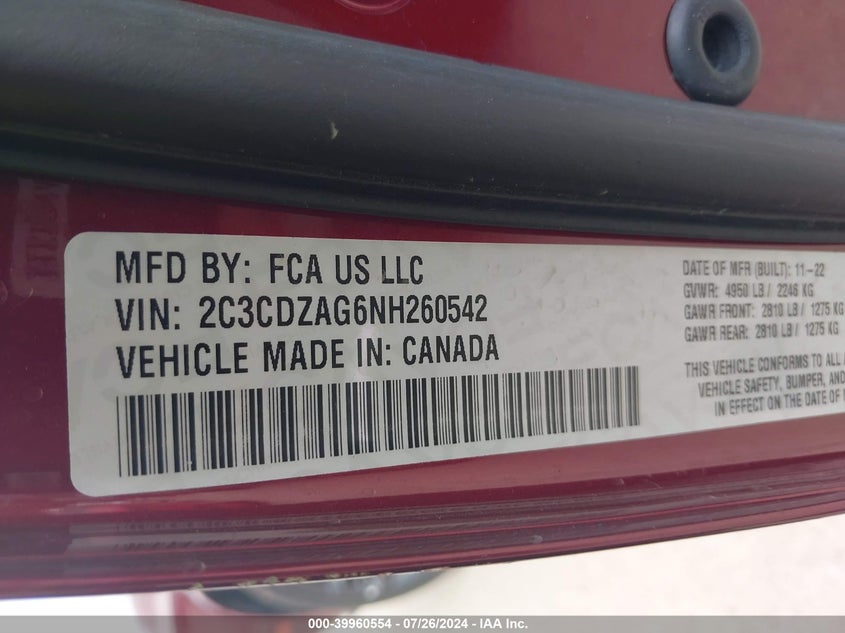 MFD BY: FCA US LLC
VIN: 2C3CDZAG6NH260542
VEHICLE MADE IN: CANADA
DATE OF MFR (BUILT): 11-22
GVWR: 4950 LB / 2246 KG
GAWR FRONT: 2810 LB / 1275 KG
GAWR REAR: 2810 LB / 1275 KG
THIS VEHICLE CONFORMS TO ALL
VEHICLE SAFETY, BUMPER, AND
IN EFFECT ON THE DATE OF
000-39960554 - 07/26/2024 - IAA Inc.